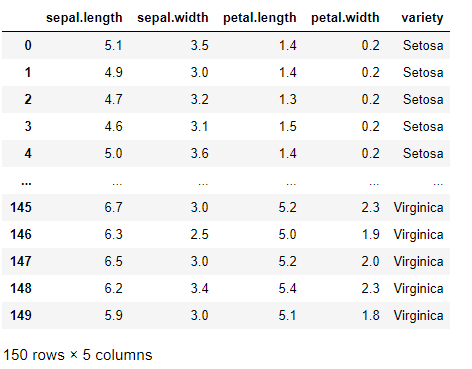 sepal.length sepal.width petal.length petal.width variety
0 5.1 3.5 1.4 0.2 Setosa
1 4.9 3.0 1.4 0.2 Setosa
2 4.7 3.2 1.3 0.2 Setosa
3 4.6 3.1 1.5 0.2 Setosa
4 5.0 3.6 1.4 0.2 Setosa
... ... ... ... ... ...
145 6.7 3.0 5.2 2.3 Virginica
146 6.3 2.5 5.0 1.9 Virginica
147 6.5 3.0 5.2 2.0 Virginica
148 6.2 3.4 5.4 2.3 Virginica
149 5.9 3.0 5.1 1.8 Virginica
150 rows × 5 columns